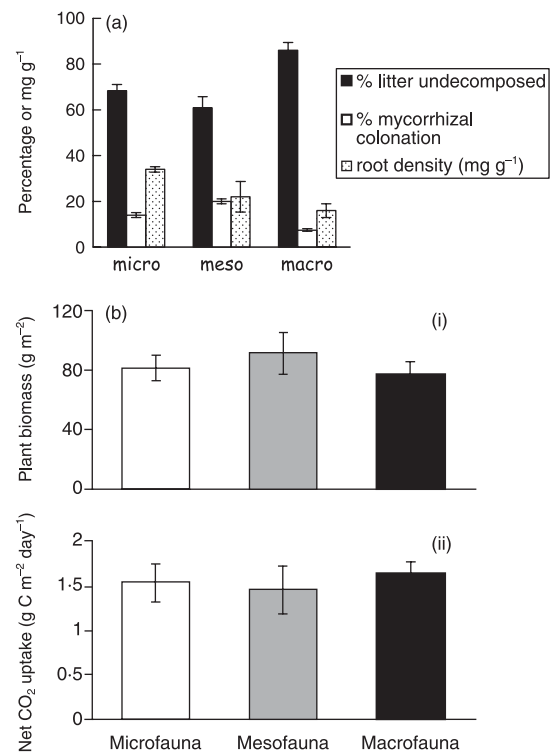 (a)
Percentage or mg g⁻¹
100
80
60
40
20
0
micro meso macro
% litter undecomposed
% mycorrhizal
colonation
root density (mg g⁻¹)
(b)
(i)
Plant biomass (g m⁻²)
120
80
40
0
(ii)
Net CO₂ uptake (g C m⁻² day⁻¹)
2
1·5
1
0·5
0
Microfauna Mesofauna Macrofauna